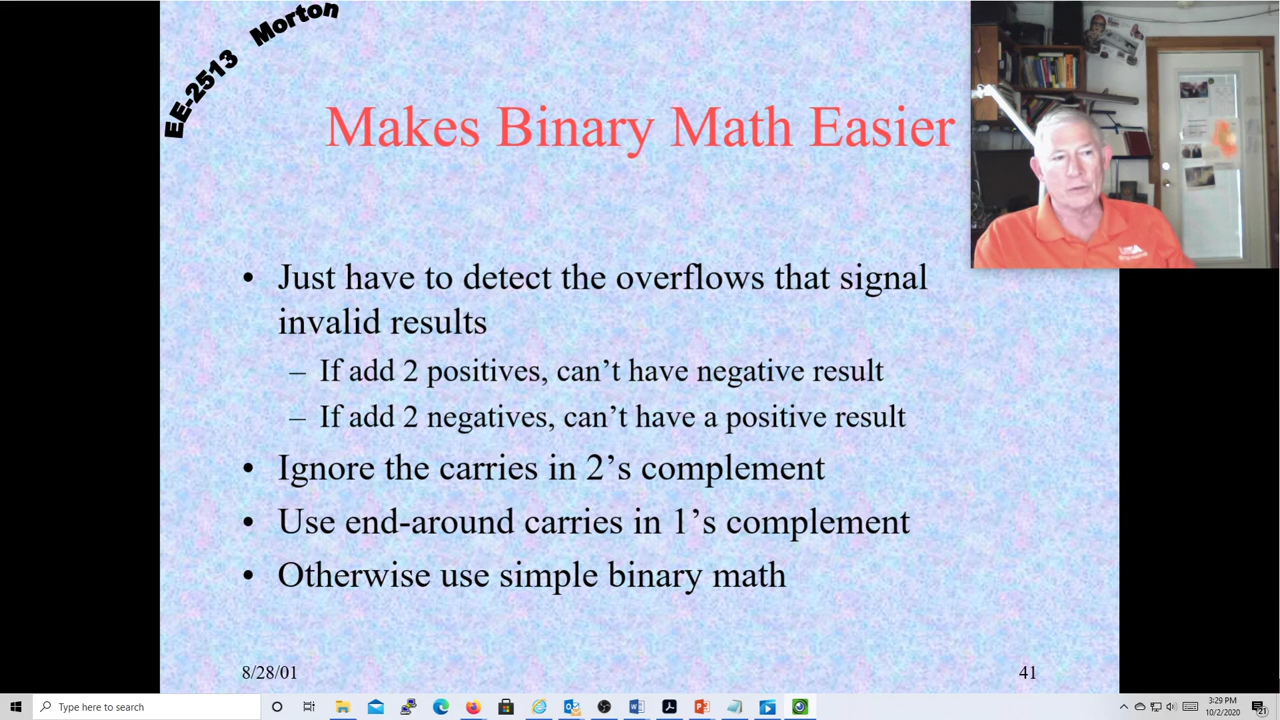 EE-2513 Morton
Makes Binary Math Easier
• Just have to detect the overflows that signal
invalid results
– If add 2 positives, can’t have negative result
– If add 2 negatives, can’t have a positive result
• Ignore the carries in 2’s complement
• Use end-around carries in 1’s complement
• Otherwise use simple binary math
8/28/01
41
Type here to search
3:29 PM
10/2/2020
21